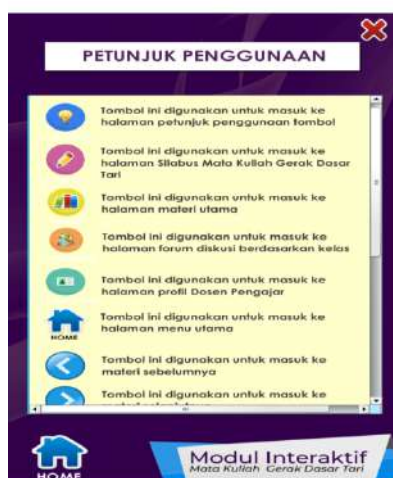 PETUNJUK PENGGUNAAN
Tombol ini digunakan untuk masuk ke
halaman petunjuk penggunaan tombol
Tombol ini digunakan untuk masuk ke
halaman Silabus Mata Kuliah Gerak Dasar
Tari
Tombol ini digunakan untuk masuk ke
halaman materi utama
Tombol ini digunakan untuk masuk ke
halaman forum diskusi berdasarkan kelas
Tombol ini digunakan untuk masuk ke
halaman profil Dosen Pengajar
Tombol ini digunakan untuk masuk ke
halaman menu utama
HOME
Tombol ini digunakan untuk masuk ke
materi sebelumnya
Tombol ini digunakan untuk masuk ke
HOME
Modul Interaktif
Mata Kuliah Gerak Dasar Tari